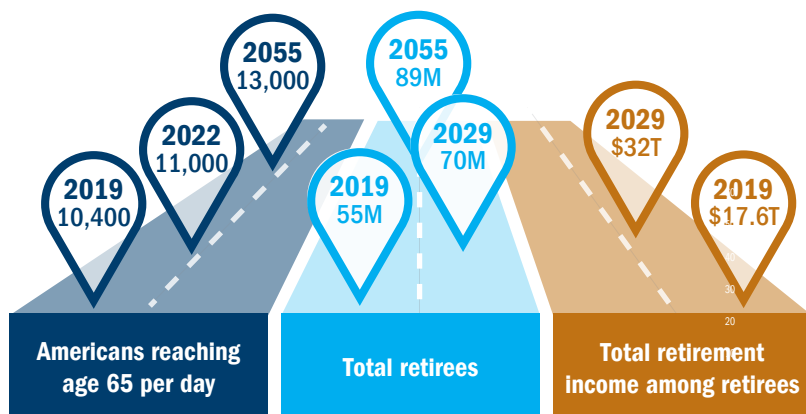 2055
13,000
2022
11,000
2019
10,400
Americans reaching
age 65 per day
2055
89M
2029
70M
2019
55M
Total retirees
2029
$32T
2019
$17.6T
40
30
20
Total retirement
income among retirees